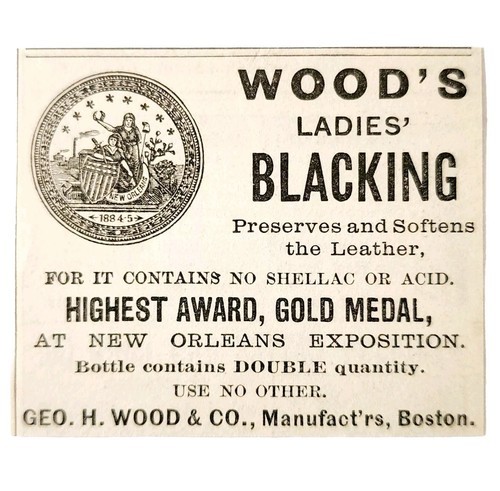 WOOD'S
LADIES'
BLACKING
Preserves and Softens
the Leather,
NEW ORLEANS
1884-5
FOR IT CONTAINS NO SHELLAC OR ACID.
HIGHEST AWARD, GOLD MEDAL,
AT NEW ORLEANS EXPOSITION.
Bottle contains DOUBLE quantity.
USE NO OTHER.
GEO. H. WOOD & CO., Manufact'rs, Boston.